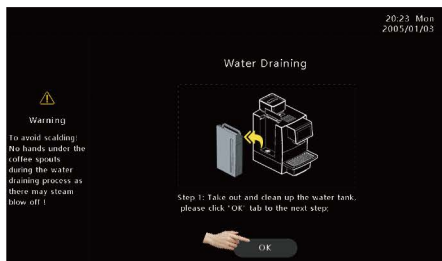 20:23 Mon
2005/01/03
Water Draining
Warning
To avoid scalding:
No hands under the
coffee spouts
during the water
draining process as
there may steam
blow off !
Step 1: Take out and clean up the water tank,
please click "OK" tab to the next step;
OK